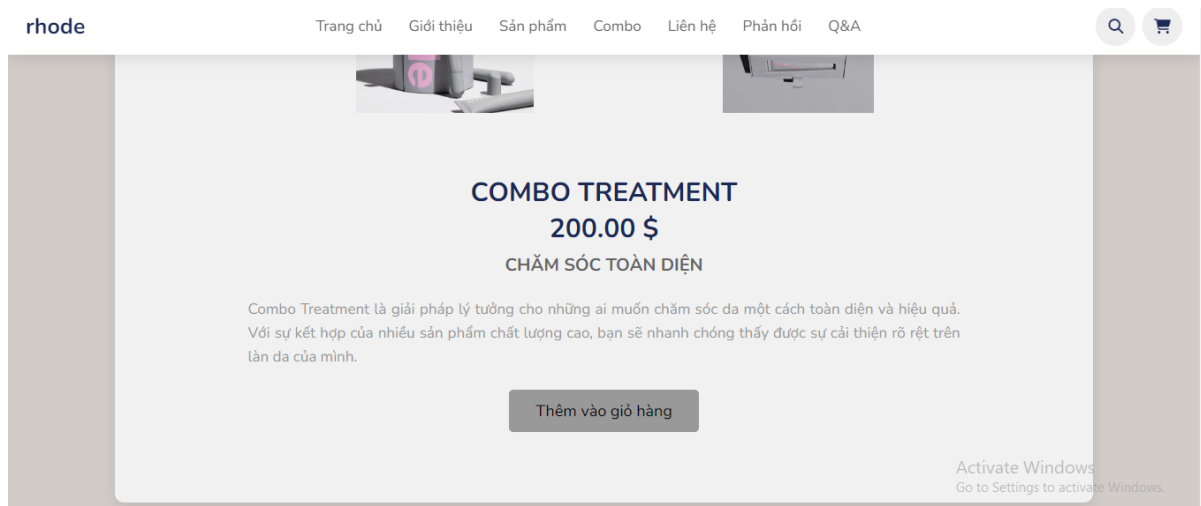 rhode
Trang chủ Giới thiệu Sản phẩm Combo Liên hệ Phản hồi Q&A
COMBO TREATMENT
200.00 $
CHĂM SÓC TOÀN DIỆN
Combo Treatment là giải pháp lý tưởng cho những ai muốn chăm sóc da một cách toàn diện và hiệu quả.
Với sự kết hợp của nhiều sản phẩm chất lượng cao, bạn sẽ nhanh chóng thấy được sự cải thiện rõ rệt trên
làn da của mình.
Thêm vào giỏ hàng
Activate Windows
Go to Settings to activate Windows.